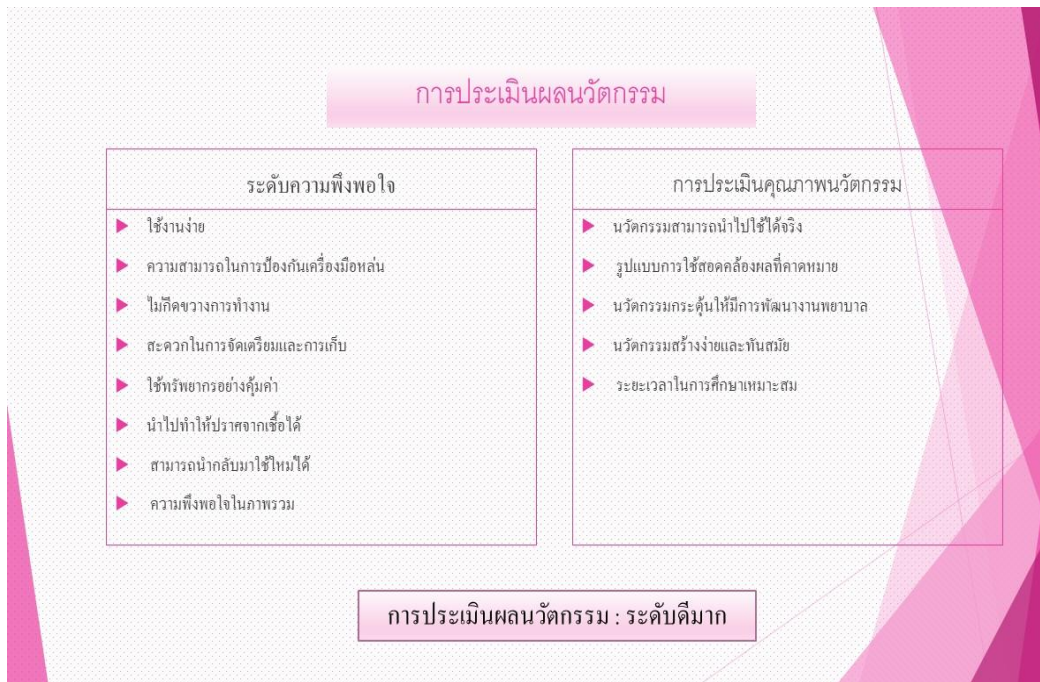 การประเมินผลนวัตกรรม
ระดับความพึงพอใจ
ใช้งานง่าย
ความสามารถในการป้องกันเครื่องมือหล่น
ไม่กีดขวางการทำงาน
สะดวกในการจัดเตรียมและการเก็บ
ใช้ทรัพยากรอย่างคุ้มค่า
นำไปทำให้ปราศจากเชื้อได้
สามารถนำกลับมาใช้ใหม่ได้
ความพึงพอใจในภาพรวม
การประเมินคุณภาพนวัตกรรม
นวัตกรรมสามารถนำไปใช้ได้จริง
รูปแบบการใช้สอดคล้องผลที่คาดหมาย
นวัตกรรมกระตุ้นให้มีการพัฒนางานพยาบาล
นวัตกรรมสร้างง่ายและทันสมัย
ระยะเวลาในการศึกษาเหมาะสม
การประเมินผลนวัตกรรม : ระดับดีมาก